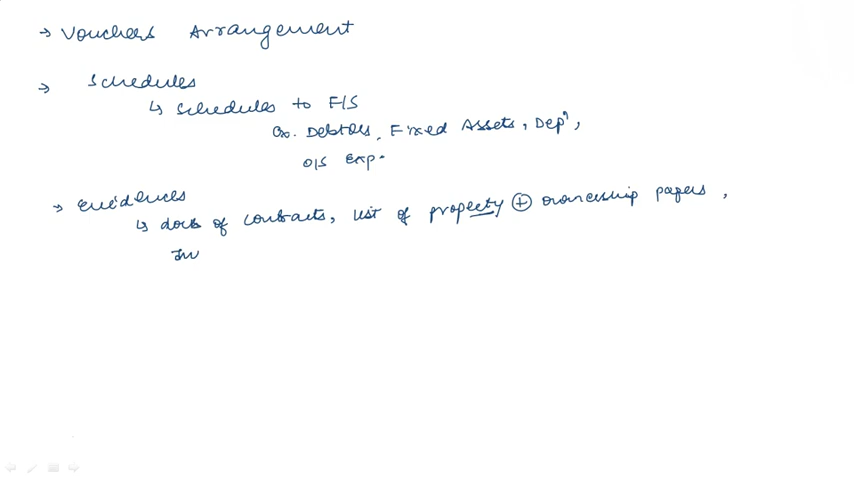 → Vouchers Arrangement
→ Schedules
↳ Schedules to F/S
Ex. Debtors, Fixed Assets, Depⁿ,
O/S Exp.
→ Evidences
↳ docs of contracts, list of property ⊕ ownership papers,
Inv